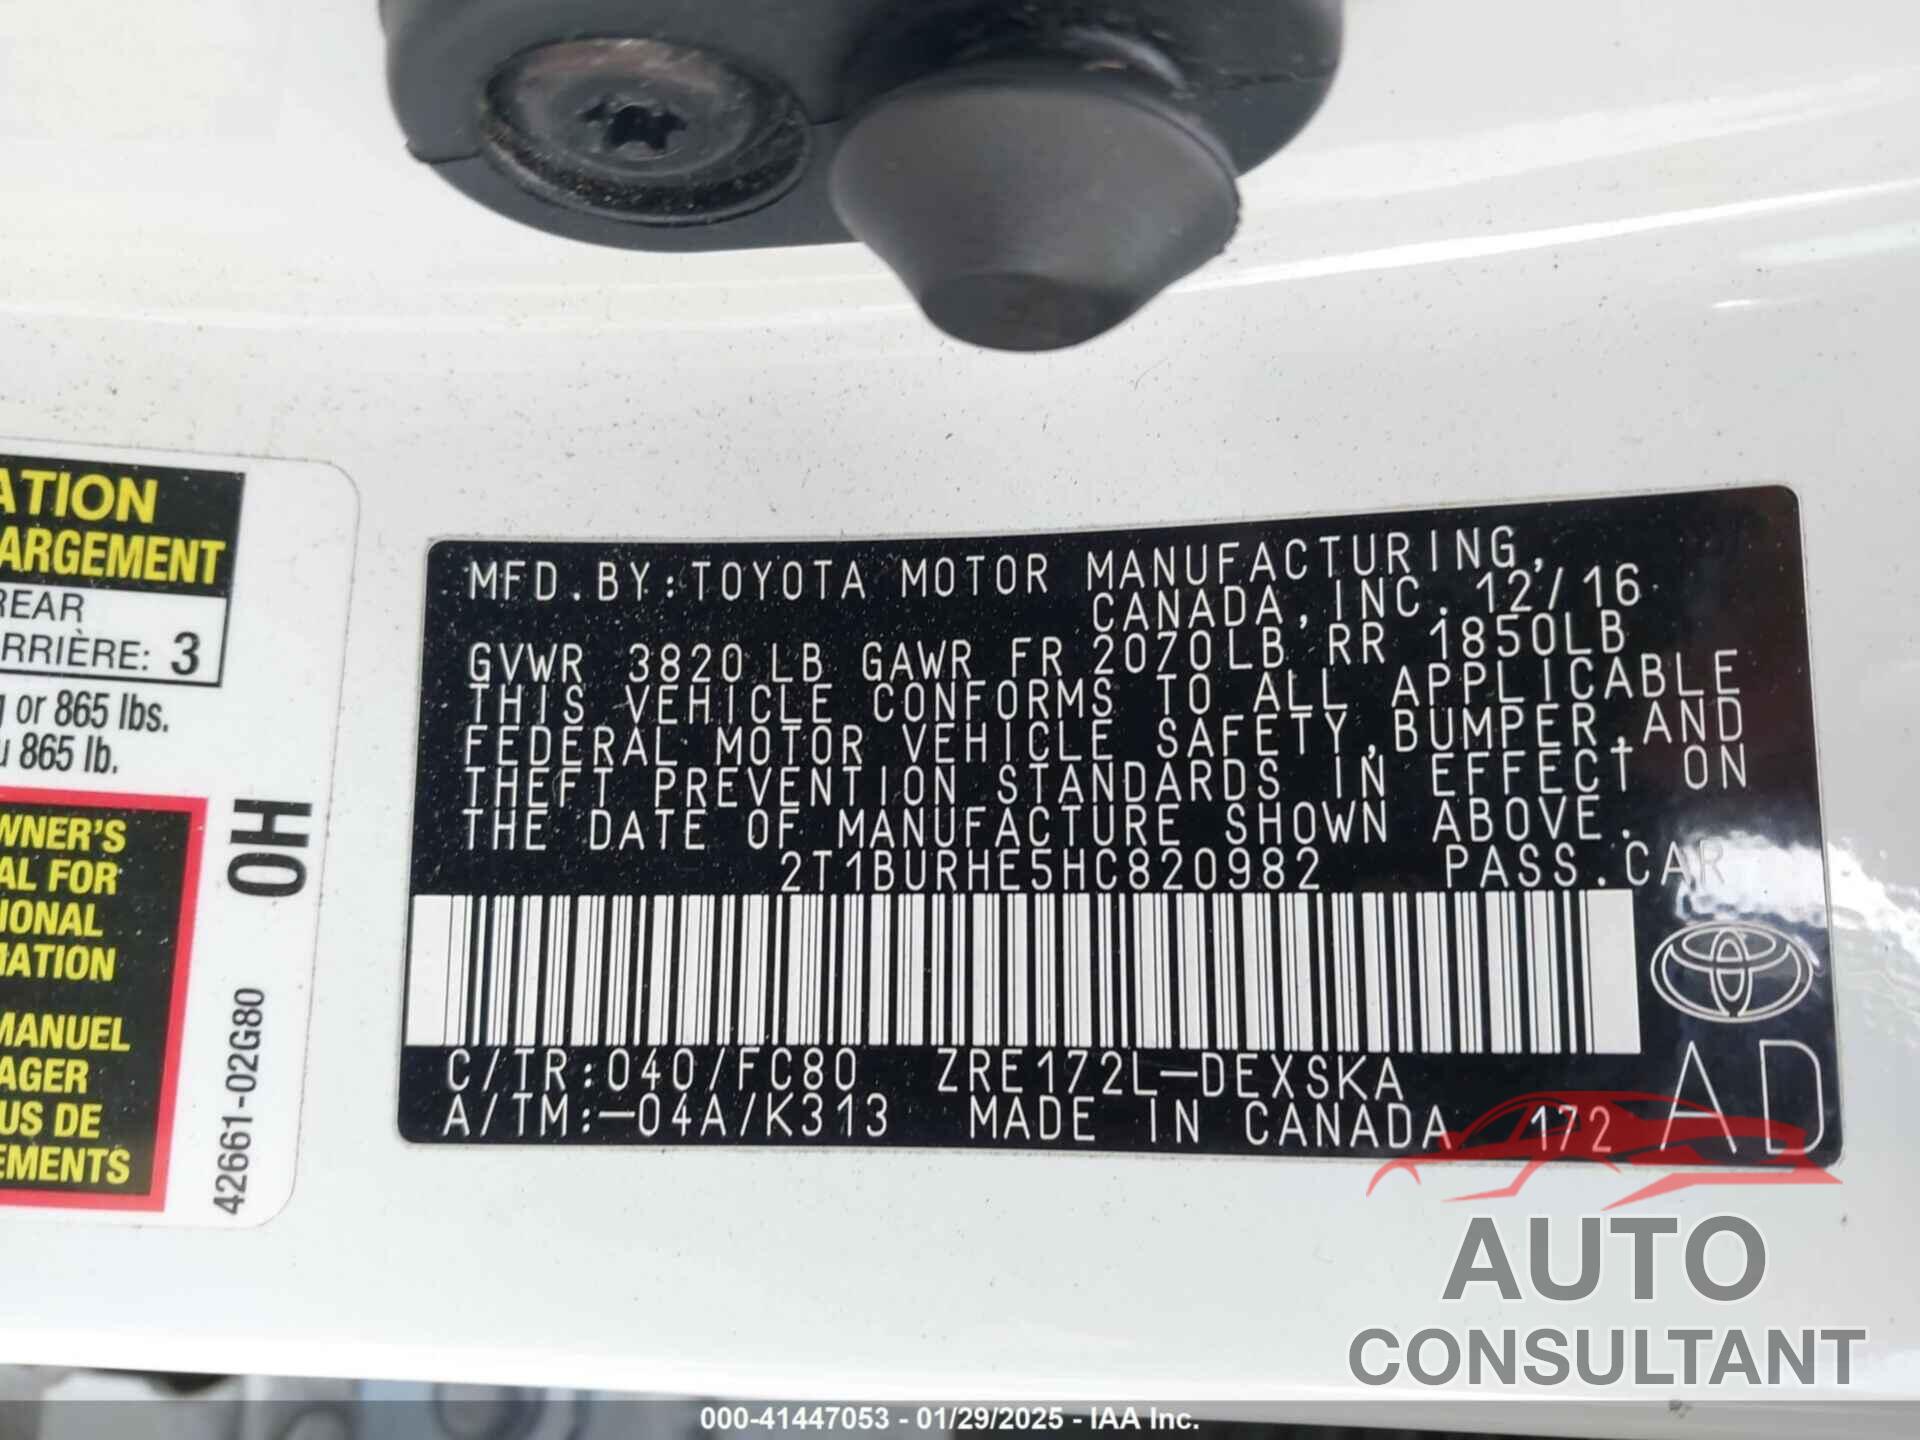 ATION
ARGEMENT
REAR
RRIÈRE: 3
g or 865 lbs.
u 865 lb.
WNER'S
AL FOR
IONAL
MATION
MANUEL
AGER
US DE
EMENTS
42661-02G80 0H
MFD.BY:TOYOTA MOTOR MANUFACTURING,
CANADA,INC. 12/16
GVWR 3820LB GAWR FR 2070LB RR 1850LB
THIS VEHICLE CONFORMS TO ALL APPLICABLE
FEDERAL MOTOR VEHICLE SAFETY,BUMPER,AND
THEFT PREVENTION STANDARDS IN EFFECT ON
THE DATE OF MANUFACTURE SHOWN ABOVE.
2T1BURHE5HC820982 PASS.CAR
C/TR:040/FC80 ZRE172L-DEXSKA
A/TM:-04A/K313 MADE IN CANADA 172
AD
AUTO
CONSULTANT
000-41447053 - 01/29/2025 - IAA Inc.